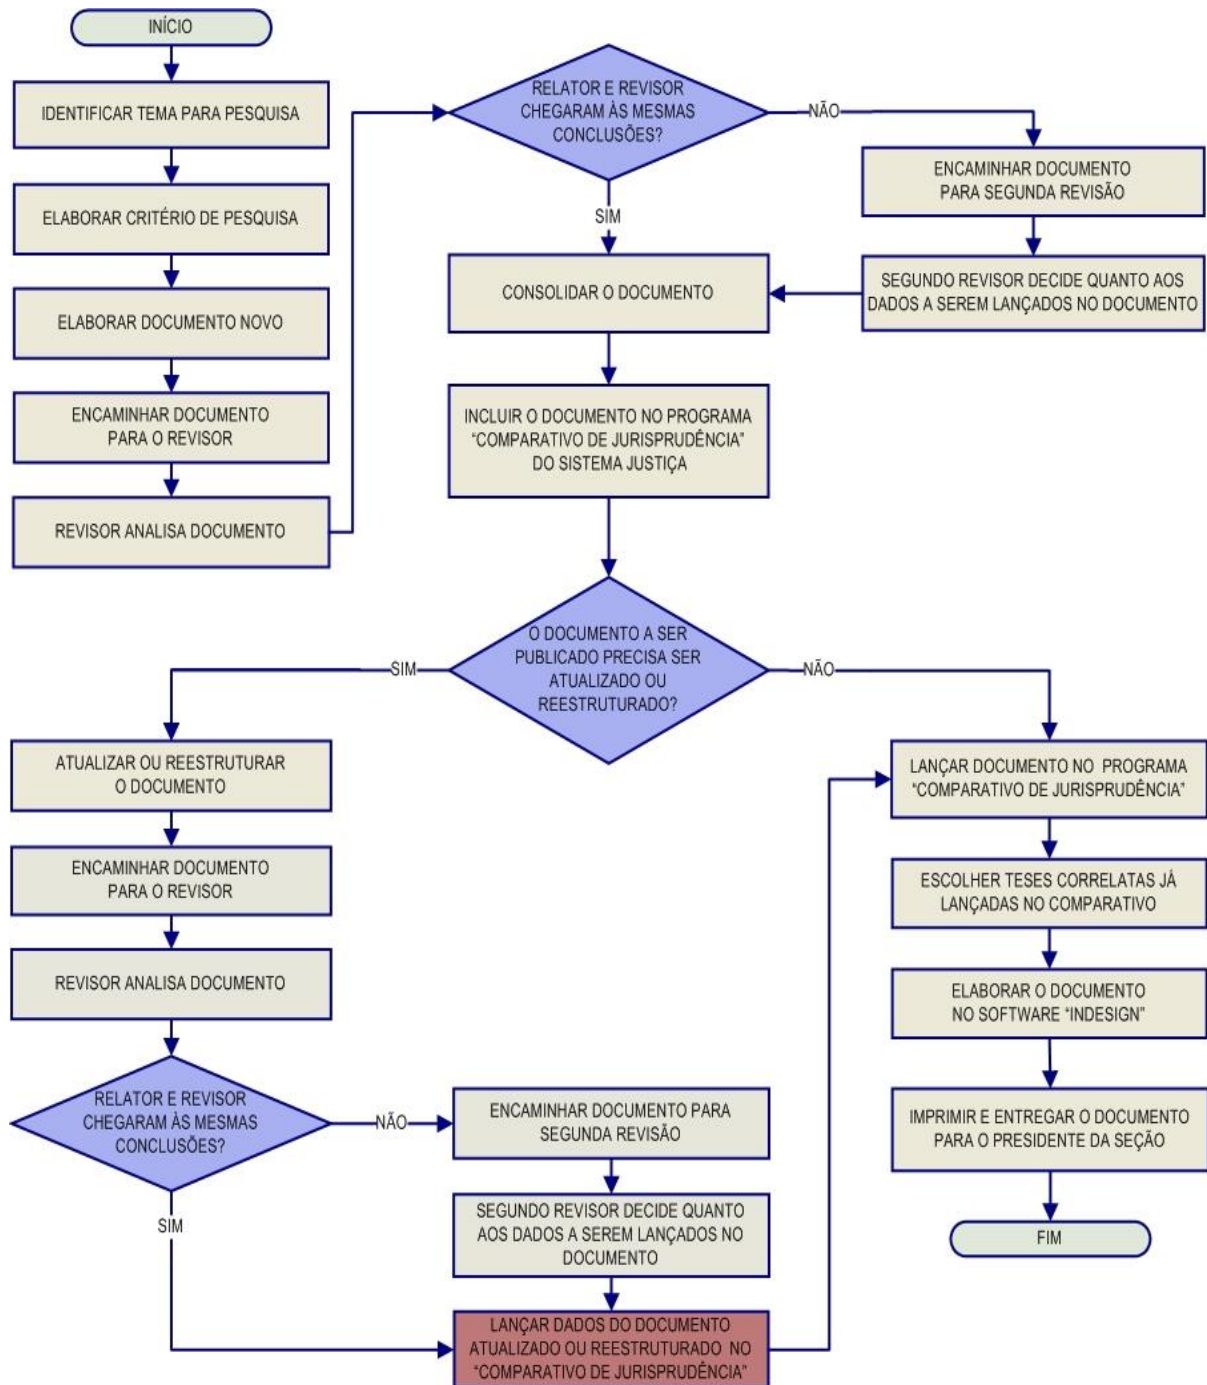 INÍCIO
IDENTIFICAR TEMA PARA PESQUISA
ELABORAR CRITÉRIO DE PESQUISA
ELABORAR DOCUMENTO NOVO
ENCAMINHAR DOCUMENTO
PARA O REVISOR
REVISOR ANALISA DOCUMENTO
RELATOR E REVISOR
CHEGARAM ÀS MESMAS
CONCLUSÕES?
NÃO
ENCAMINHAR DOCUMENTO
PARA SEGUNDA REVISÃO
SEGUNDO REVISOR DECIDE QUANTO AOS
DADOS A SEREM LANÇADOS NO DOCUMENTO
SIM
CONSOLIDAR O DOCUMENTO
INCLUIR O DOCUMENTO NO PROGRAMA
“COMPARATIVO DE JURISPRUDÊNCIA”
DO SISTEMA JUSTIÇA
O DOCUMENTO A SER
PUBLICADO PRECISA SER
ATUALIZADO OU
REESTRUTURADO?
SIM
NÃO
ATUALIZAR OU REESTRUTURAR
O DOCUMENTO
ENCAMINHAR DOCUMENTO
PARA O REVISOR
REVISOR ANALISA DOCUMENTO
RELATOR E REVISOR
CHEGARAM ÀS MESMAS
CONCLUSÕES?
NÃO
ENCAMINHAR DOCUMENTO PARA
SEGUNDA REVISÃO
SEGUNDO REVISOR DECIDE QUANTO
AOS DADOS A SEREM LANÇADOS NO
DOCUMENTO
SIM
LANÇAR DADOS DO DOCUMENTO
ATUALIZADO OU REESTRUTURADO NO
“COMPARATIVO DE JURISPRUDÊNCIA”
LANÇAR DOCUMENTO NO PROGRAMA
“COMPARATIVO DE JURISPRUDÊNCIA”
ESCOLHER TESES CORRELATAS JÁ
LANÇADAS NO COMPARATIVO
ELABORAR O DOCUMENTO
NO SOFTWARE “INDESIGN”
IMPRIMIR E ENTREGAR O DOCUMENTO
PARA O PRESIDENTE DA SEÇÃO
FIM